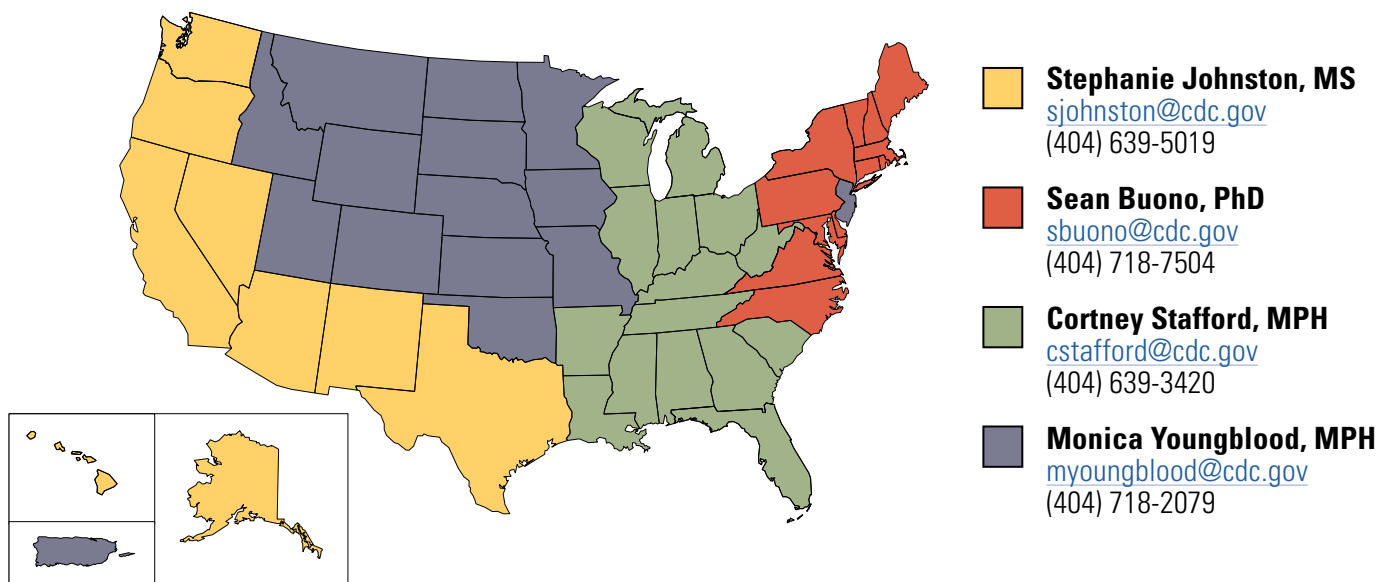 Stephanie Johnston, MS
sjohnston@cdc.gov
(404) 639-5019
Sean Buono, PhD
sbuono@cdc.gov
(404) 718-7504
Cortney Stafford, MPH
cstafford@cdc.gov
(404) 639-3420
Monica Youngblood, MPH
myoungblood@cdc.gov
(404) 718-2079